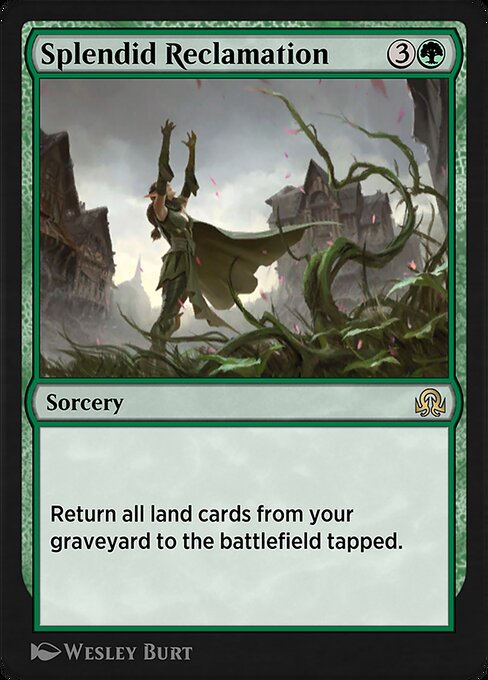 Splendid Reclamation 3
Sorcery
Return all land cards from your
graveyard to the battlefield tapped.
Wesley Burt